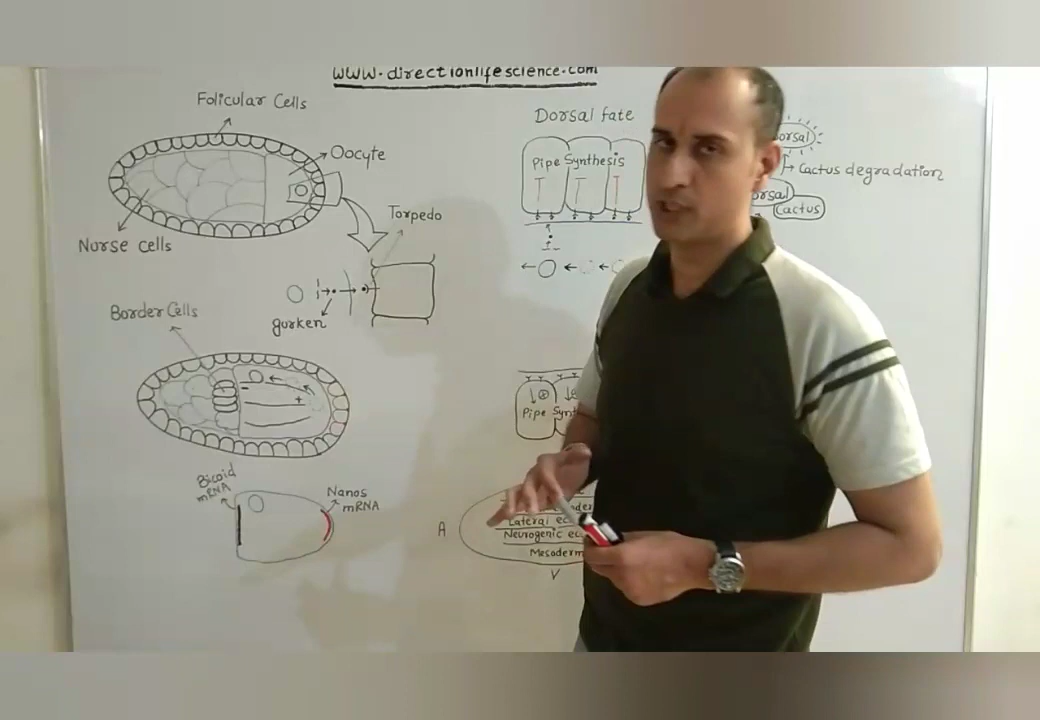 www.directionlifescience.com
Folicular Cells
Oocyte
Nurse cells
Torpedo
gurken
Border Cells
-
+
Bicoid
mRNA
Nanos
mRNA
Dorsal fate
Pipe Synthesis
Cactus degradation
Cactus
Pipe
A
Neurogenic
Mesoderm
V